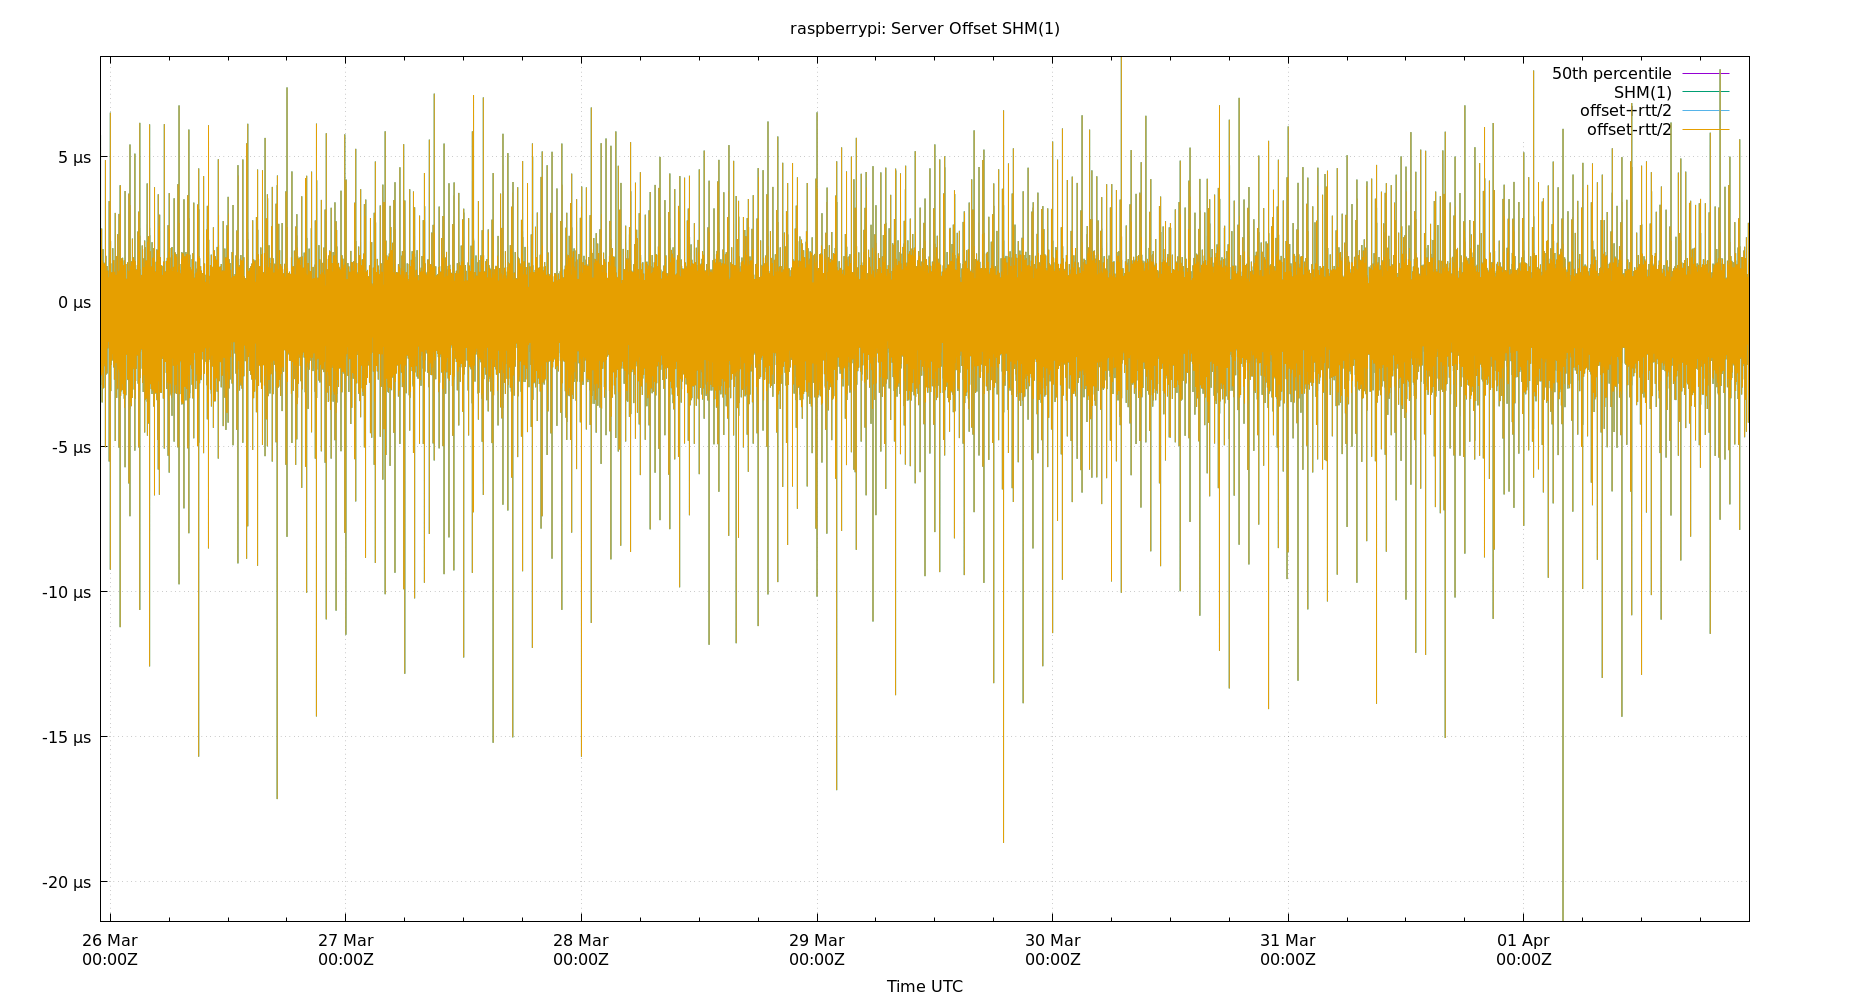 raspberrypi: Server Offset SHM(1)
50th percentile
SHM(1)
offset+rtt/2
offset-rtt/2
5 µs
0 µs
-5 µs
-10 µs
-15 µs
-20 µs
26 Mar 27 Mar 28 Mar 29 Mar 30 Mar 31 Mar 01 Apr
00:00Z 00:00Z 00:00Z 00:00Z 00:00Z 00:00Z 00:00Z
Time UTC